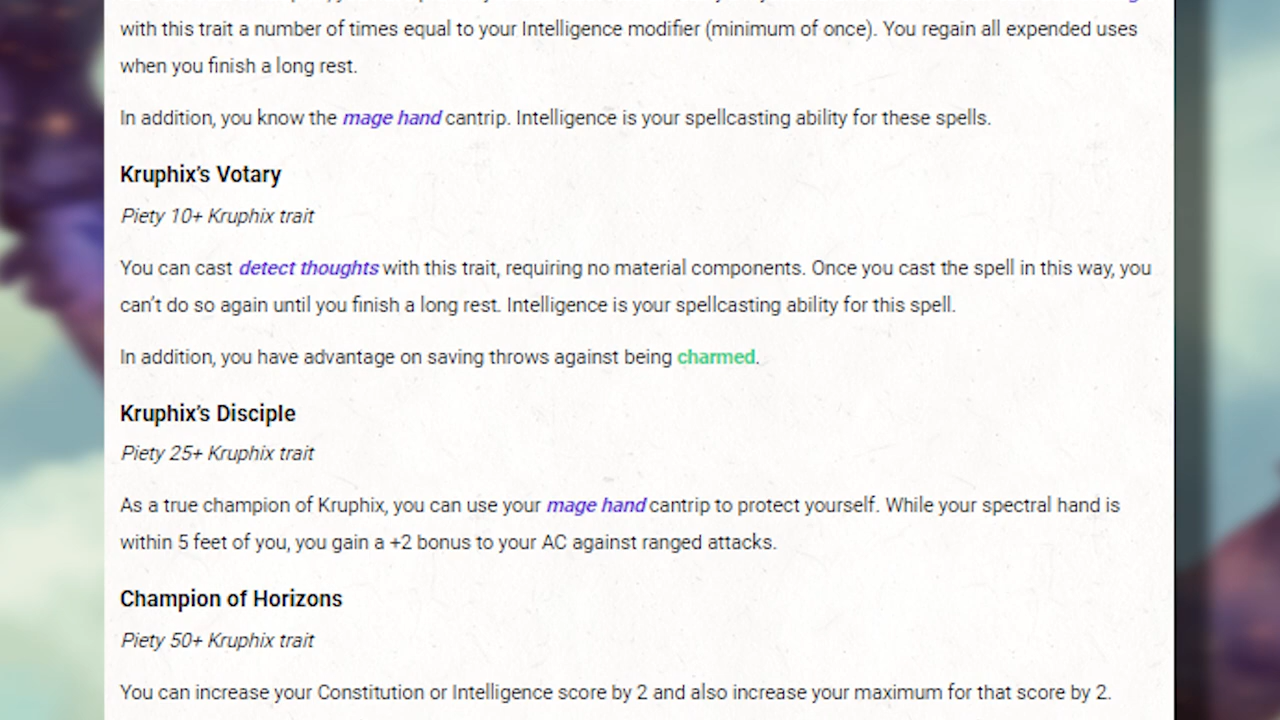 with this trait a number of times equal to your Intelligence modifier (minimum of once). You regain all expended uses
when you finish a long rest.
In addition, you know the mage hand cantrip. Intelligence is your spellcasting ability for these spells.
Kruphix’s Votary
Piety 10+ Kruphix trait
You can cast detect thoughts with this trait, requiring no material components. Once you cast the spell in this way, you
can’t do so again until you finish a long rest. Intelligence is your spellcasting ability for this spell.
In addition, you have advantage on saving throws against being charmed.
Kruphix’s Disciple
Piety 25+ Kruphix trait
As a true champion of Kruphix, you can use your mage hand cantrip to protect yourself. While your spectral hand is
within 5 feet of you, you gain a +2 bonus to your AC against ranged attacks.
Champion of Horizons
Piety 50+ Kruphix trait
You can increase your Constitution or Intelligence score by 2 and also increase your maximum for that score by 2.